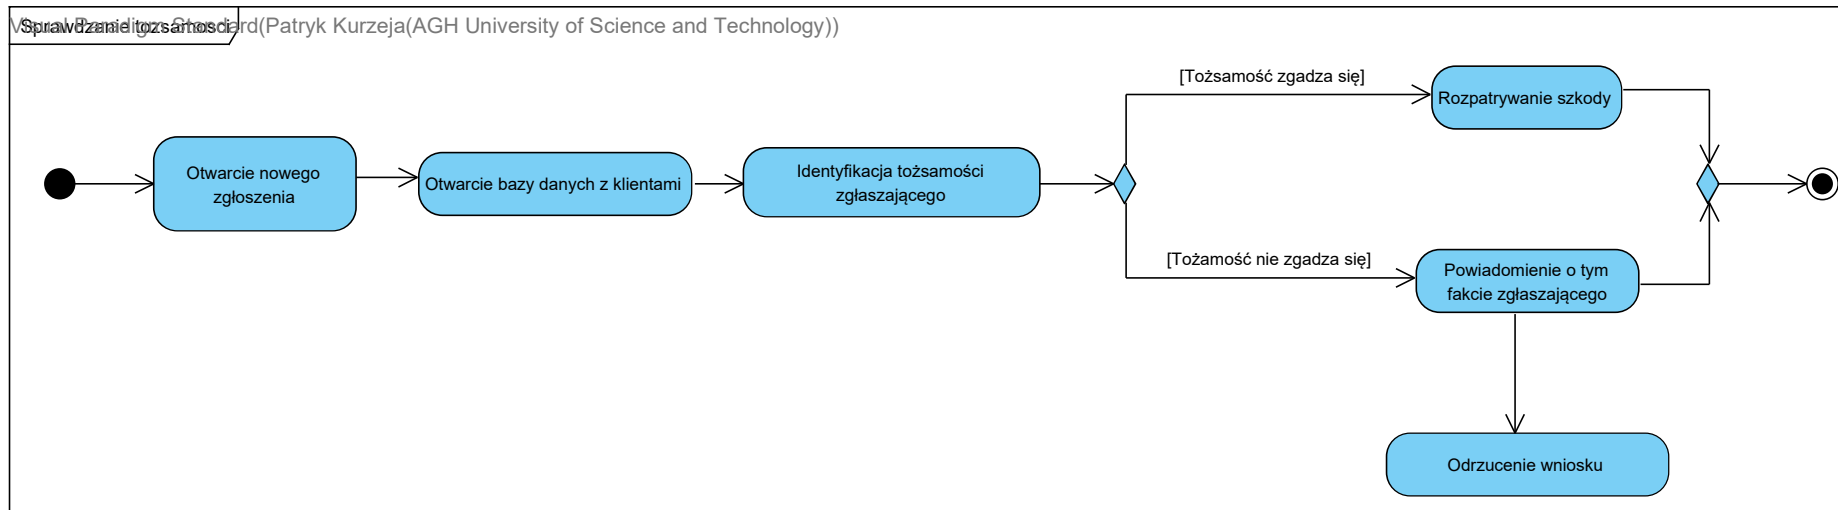 Visual Paradigm Standard(Patryk Kurzeja(AGH University of Science and Technology))
Sprawdzanie tozsamosci
[Tożsamość zgadza się]
Rozpatrywanie szkody
Otwarcie nowego
zgłoszenia
Otwarcie bazy danych z klientami
Identyfikacja tożsamości
zgłaszającego
[Tożamość nie zgadza się]
Powiadomienie o tym
fakcie zgłaszającego
Odrzucenie wniosku